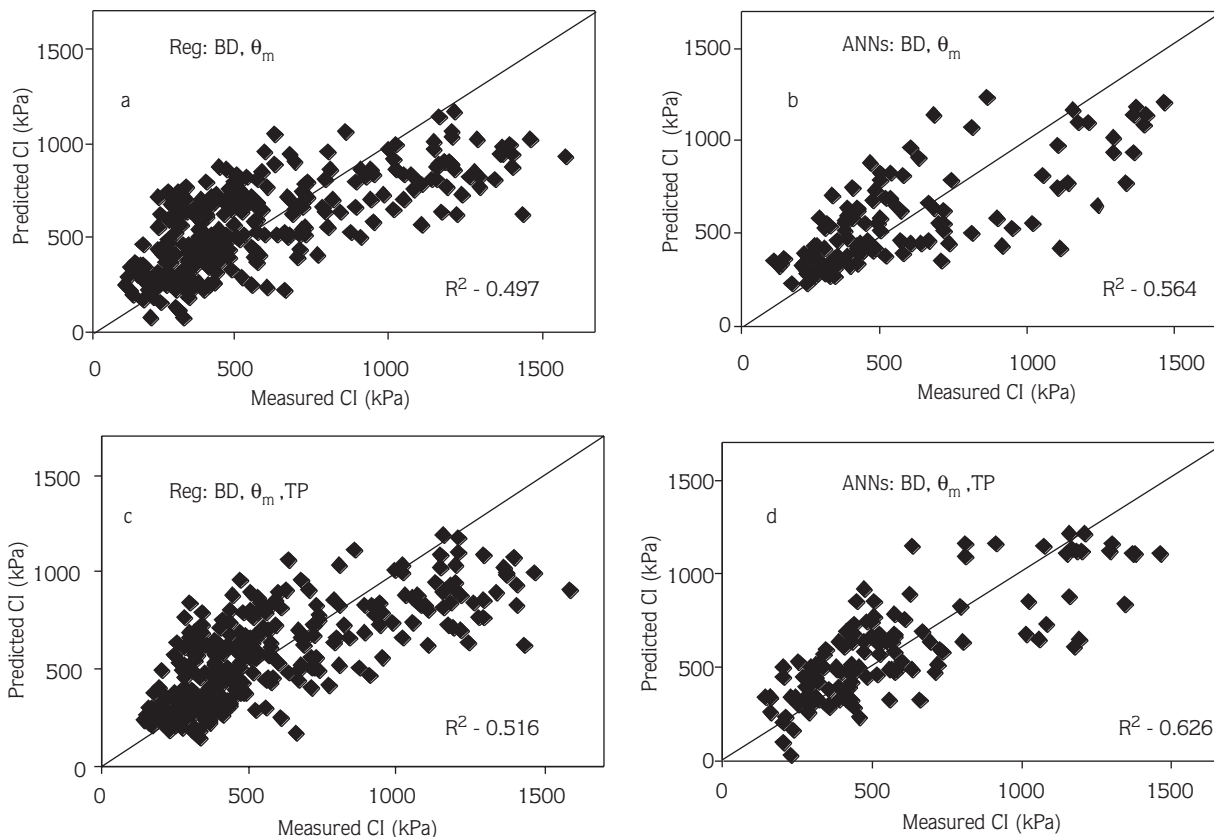 Reg: BD, θm
a
1500
1000
500
0
Predicted CI (kPa)
R² - 0.497
0 500 1000 1500
Measured CI (kPa)
ANNs: BD, θm
b
1500
1000
500
0
Predicted CI (kPa)
R² - 0.564
0 500 1000 1500
Measured CI (kPa)
Reg: BD, θm ,TP
c
1500
1000
500
0
Predicted CI (kPa)
R² - 0.516
0 500 1000 1500
Measured CI (kPa)
ANNs: BD, θm ,TP
d
1500
1000
500
0
Predicted CI (kPa)
R² - 0.626
0 500 1000 1500
Measured CI (kPa)